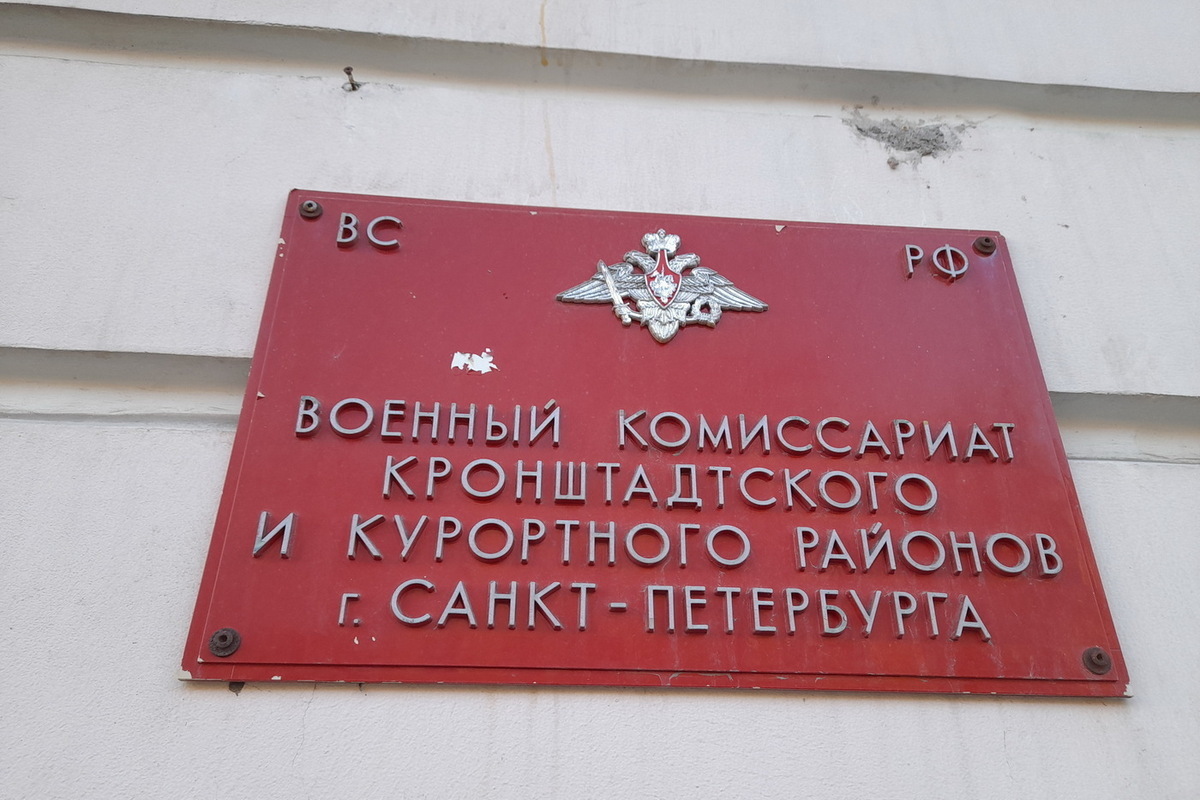 ВС РФ
ВОЕННЫЙ КОМИССАРИАТ
КРОНШТАДТСКОГО
И КУРОРТНОГО РАЙОНОВ
г. САНКТ-ПЕТЕРБУРГА